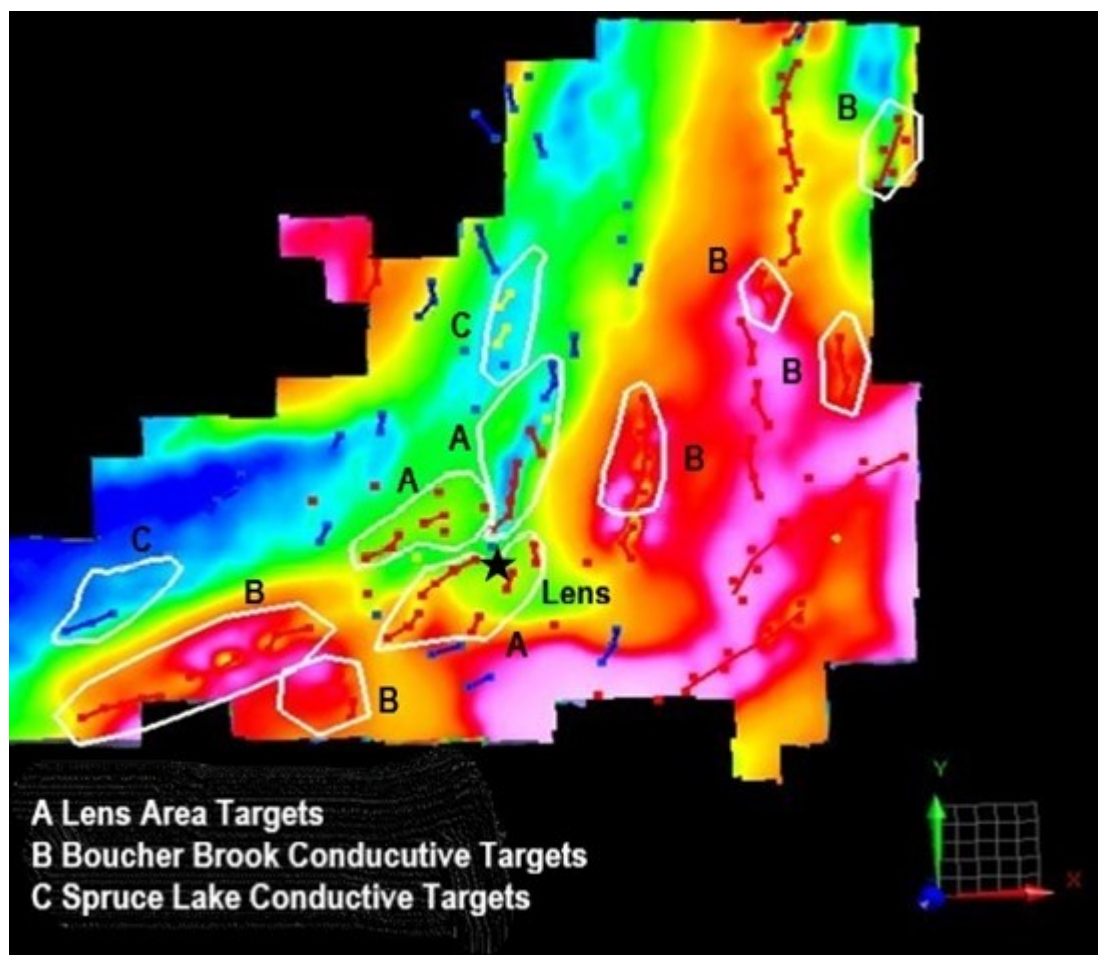 B
B
C
B
A
B
A
C
B
Lens
A
B
A Lens Area Targets
B Boucher Brook Conducutive Targets
C Spruce Lake Conductive Targets
Y
X